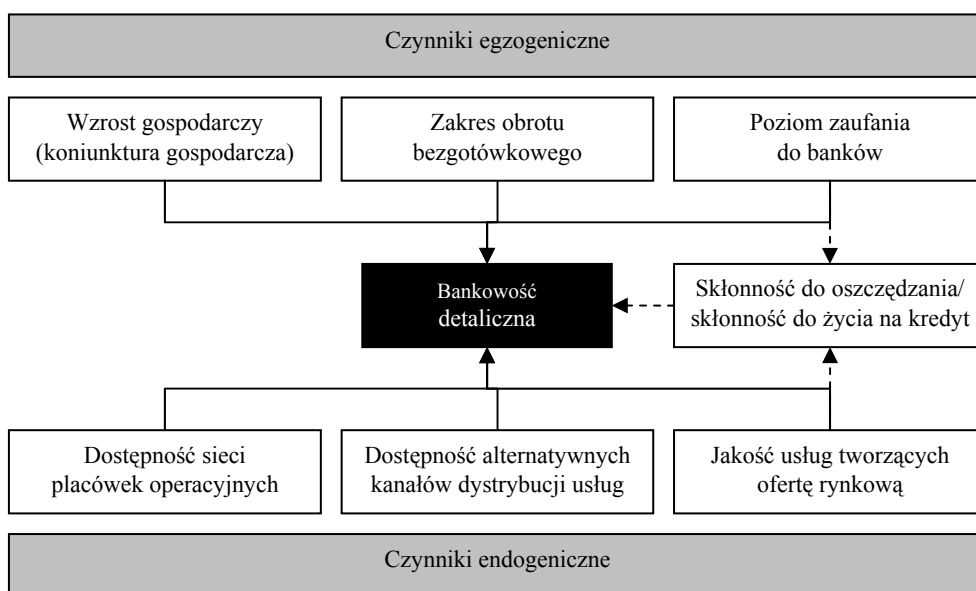 Czynniki egzogeniczne
Wzrost gospodarczy
(koniunktura gospodarcza)
Zakres obrotu
bezgotówkowego
Poziom zaufania
do banków
Bankowość
detaliczna
Skłonność do oszczędzania/
skłonność do życia na kredyt
Dostępność sieci
placówek operacyjnych
Dostępność alternatywnych
kanałów dystrybucji usług
Jakość usług tworzących
ofertę rynkową
Czynniki endogeniczne